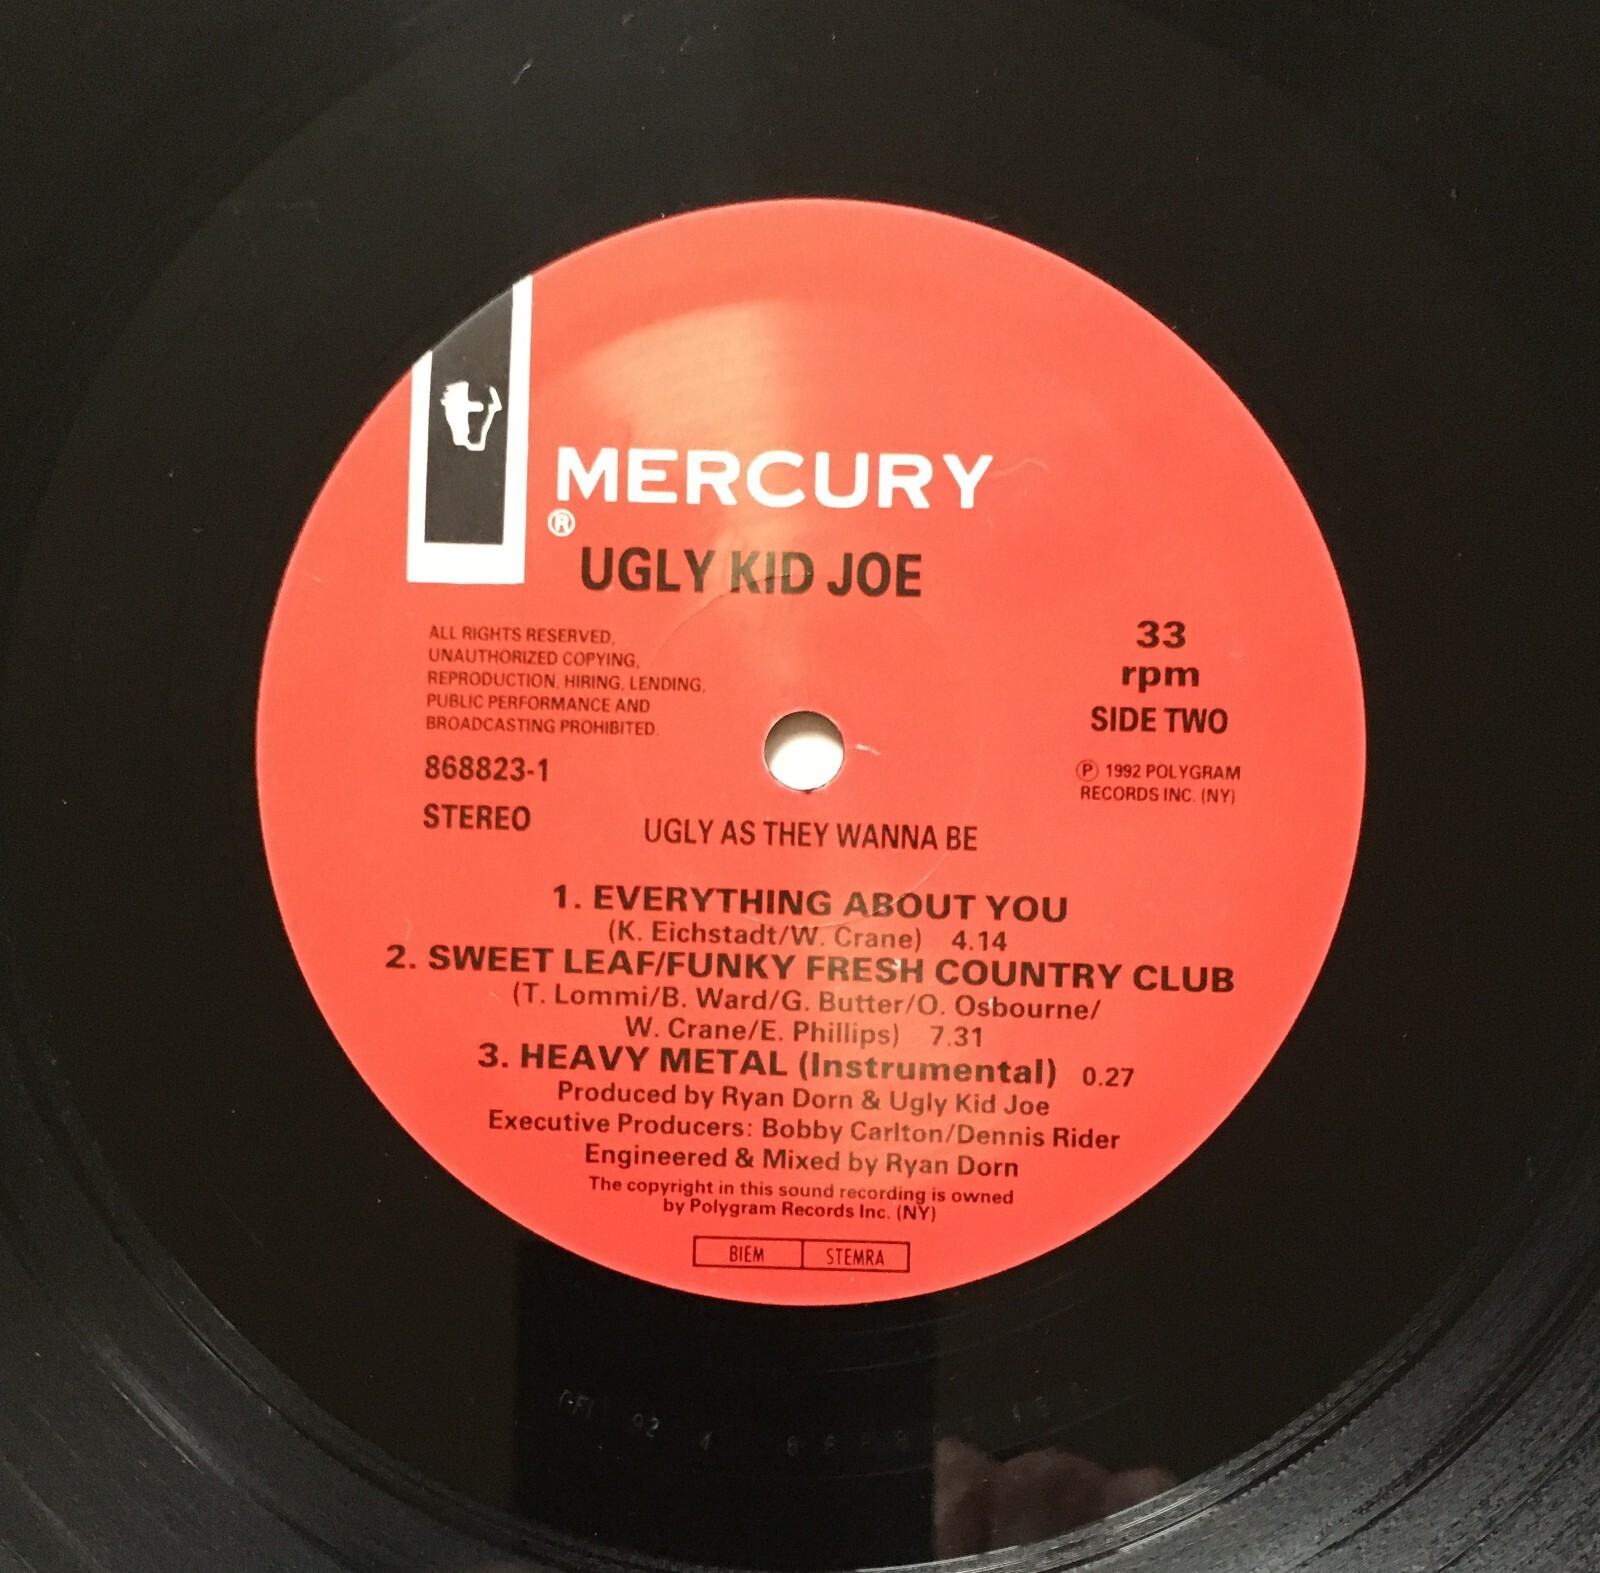 MERCURY
®
UGLY KID JOE
ALL RIGHTS RESERVED,
UNAUTHORIZED COPYING,
REPRODUCTION, HIRING, LENDING,
PUBLIC PERFORMANCE AND
BROADCASTING PROHIBITED.
868823-1
STEREO
33
rpm
SIDE TWO
Ⓟ 1992 POLYGRAM
RECORDS INC. (NY)
UGLY AS THEY WANNA BE
1. EVERYTHING ABOUT YOU
(K. Eichstadt/W. Crane) 4.14
2. SWEET LEAF/FUNKY FRESH COUNTRY CLUB
(T. Lommi/B. Ward/G. Butter/O. Osbourne/
W. Crane/E. Phillips) 7.31
3. HEAVY METAL (Instrumental) 0.27
Produced by Ryan Dorn & Ugly Kid Joe
Executive Producers: Bobby Carlton/Dennis Rider
Engineered & Mixed by Ryan Dorn
The copyright in this sound recording is owned
by Polygram Records Inc. (NY)
BIEM STEMRA